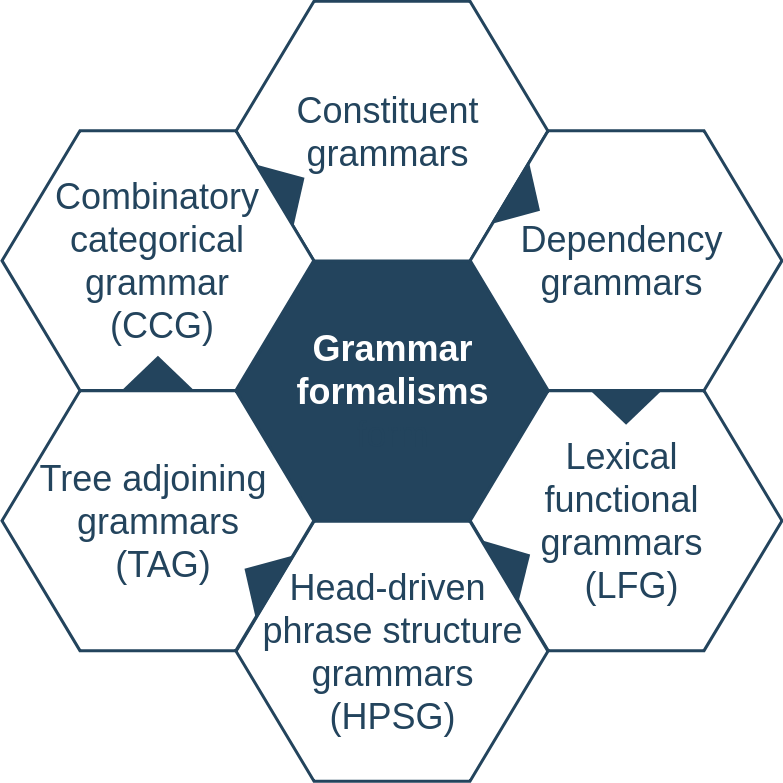 Constituent
grammars
Dependency
grammars
Lexical
functional
grammars
(LFG)
Head-driven
phrase structure
grammars
(HPSG)
Tree adjoining
grammars
(TAG)
Combinatory
categorical
grammar
(CCG)
Grammar
formalisms